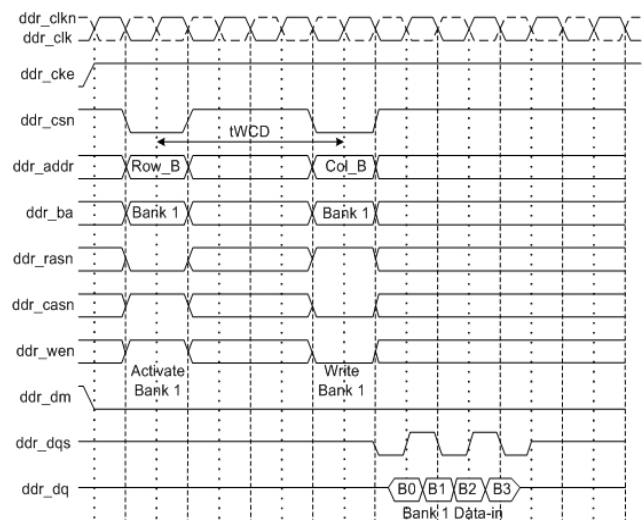 ddr_clkn
ddr_clk
ddr_cke
ddr_csn
tWCD
ddr_addr Row_B Col_B
ddr_ba Bank 1 Bank 1
ddr_rasn
ddr_casn
ddr_wen
Activate Write
Bank 1 Bank 1
ddr_dm
ddr_dqs
ddr_dq B0 B1 B2 B3
Bank 1 Data-in